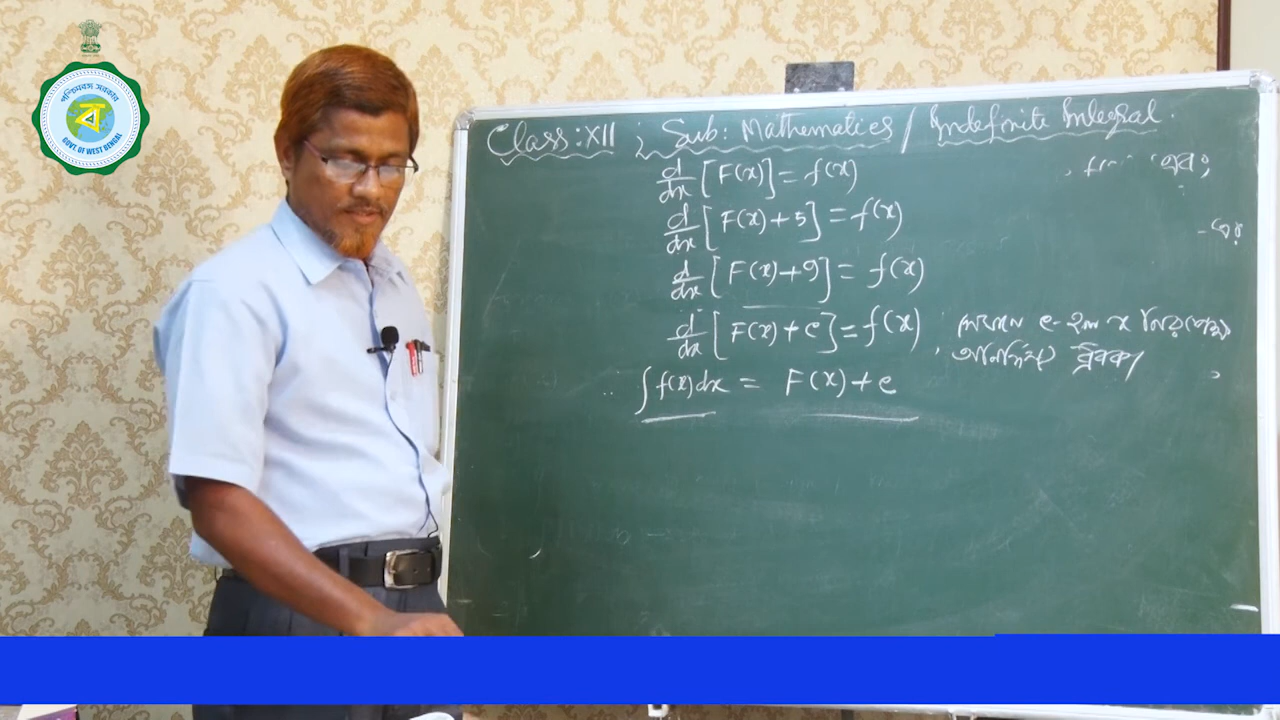 পশ্চিমবঙ্গ সরকার
ব
GOVT. OF WEST BENGAL
Class: XII ; Sub: Mathematics / Indefinite Integral.
d/dx [F(x)] = f(x)
d/dx [F(x)+5] = f(x)
d/dx [F(x)+9] = f(x)
d/dx [F(x)+c] = f(x) যেখানে c
ধ্রুবক
∫f(x)dx = F(x)+c